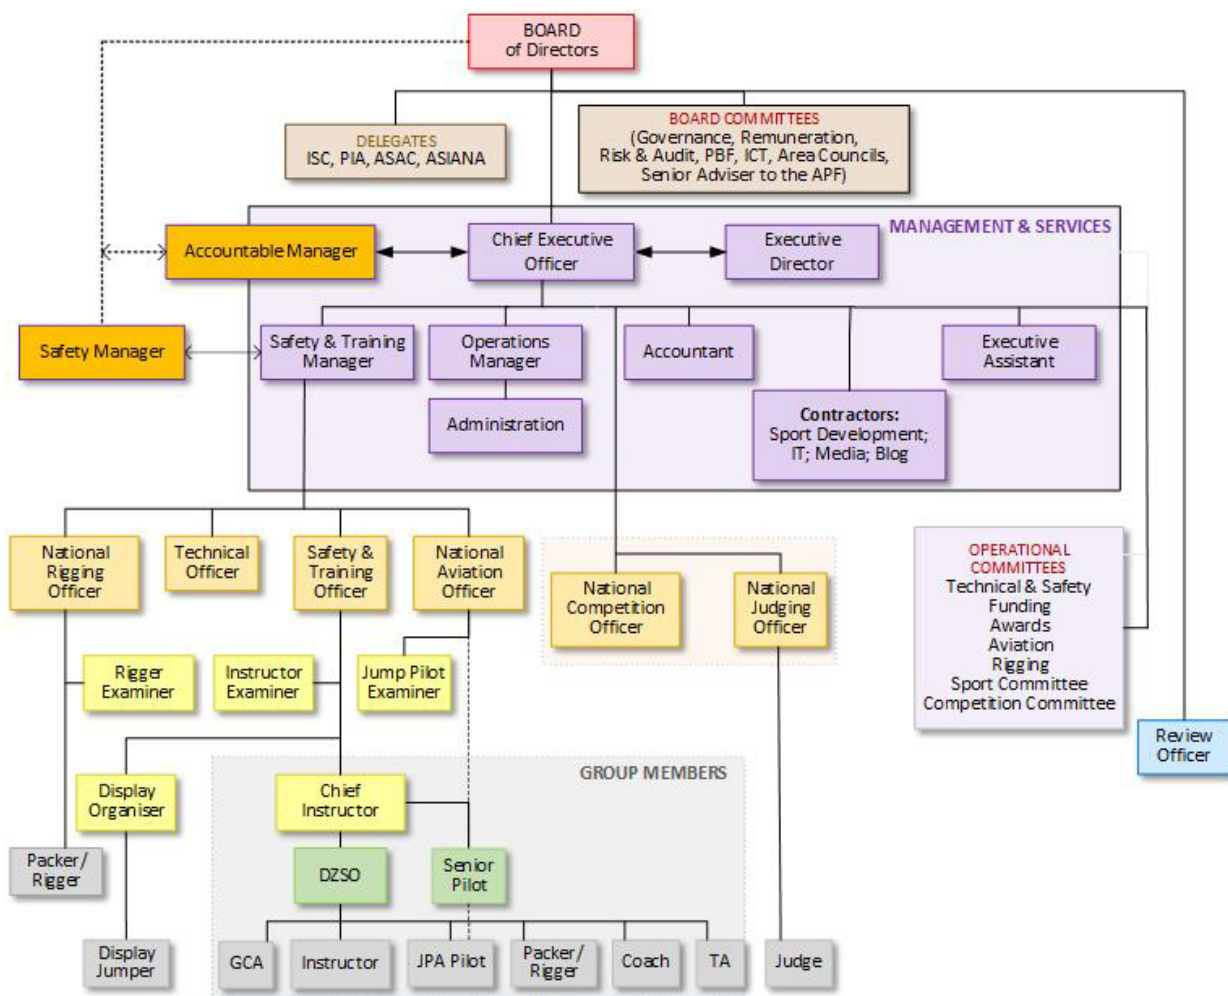 BOARD
of Directors
DELEGATES
ISC, PIA, ASAC, ASIANA
BOARD COMMITTEES
(Governance, Remuneration,
Risk & Audit, PBF, ICT, Area Councils,
Senior Adviser to the APF)
MANAGEMENT & SERVICES
Accountable Manager
Chief Executive
Officer
Executive
Director
Safety Manager
Safety & Training
Manager
Operations
Manager
Accountant
Executive
Assistant
Administration
Contractors:
Sport Development;
IT; Media; Blog
National
Rigging
Officer
Technical
Officer
Safety &
Training
Officer
National
Aviation
Officer
National
Competition
Officer
National
Judging
Officer
OPERATIONAL
COMMITTEES
Technical & Safety
Funding
Awards
Aviation
Rigging
Sport Committee
Competition Committee
Rigger
Examiner
Instructor
Examiner
Jump Pilot
Examiner
Review
Officer
GROUP MEMBERS
Display
Organiser
Chief
Instructor
Packer/
Rigger
DZSO
Senior
Pilot
Display
Jumper
GCA
Instructor
JPA Pilot
Packer/
Rigger
Coach
TA
Judge